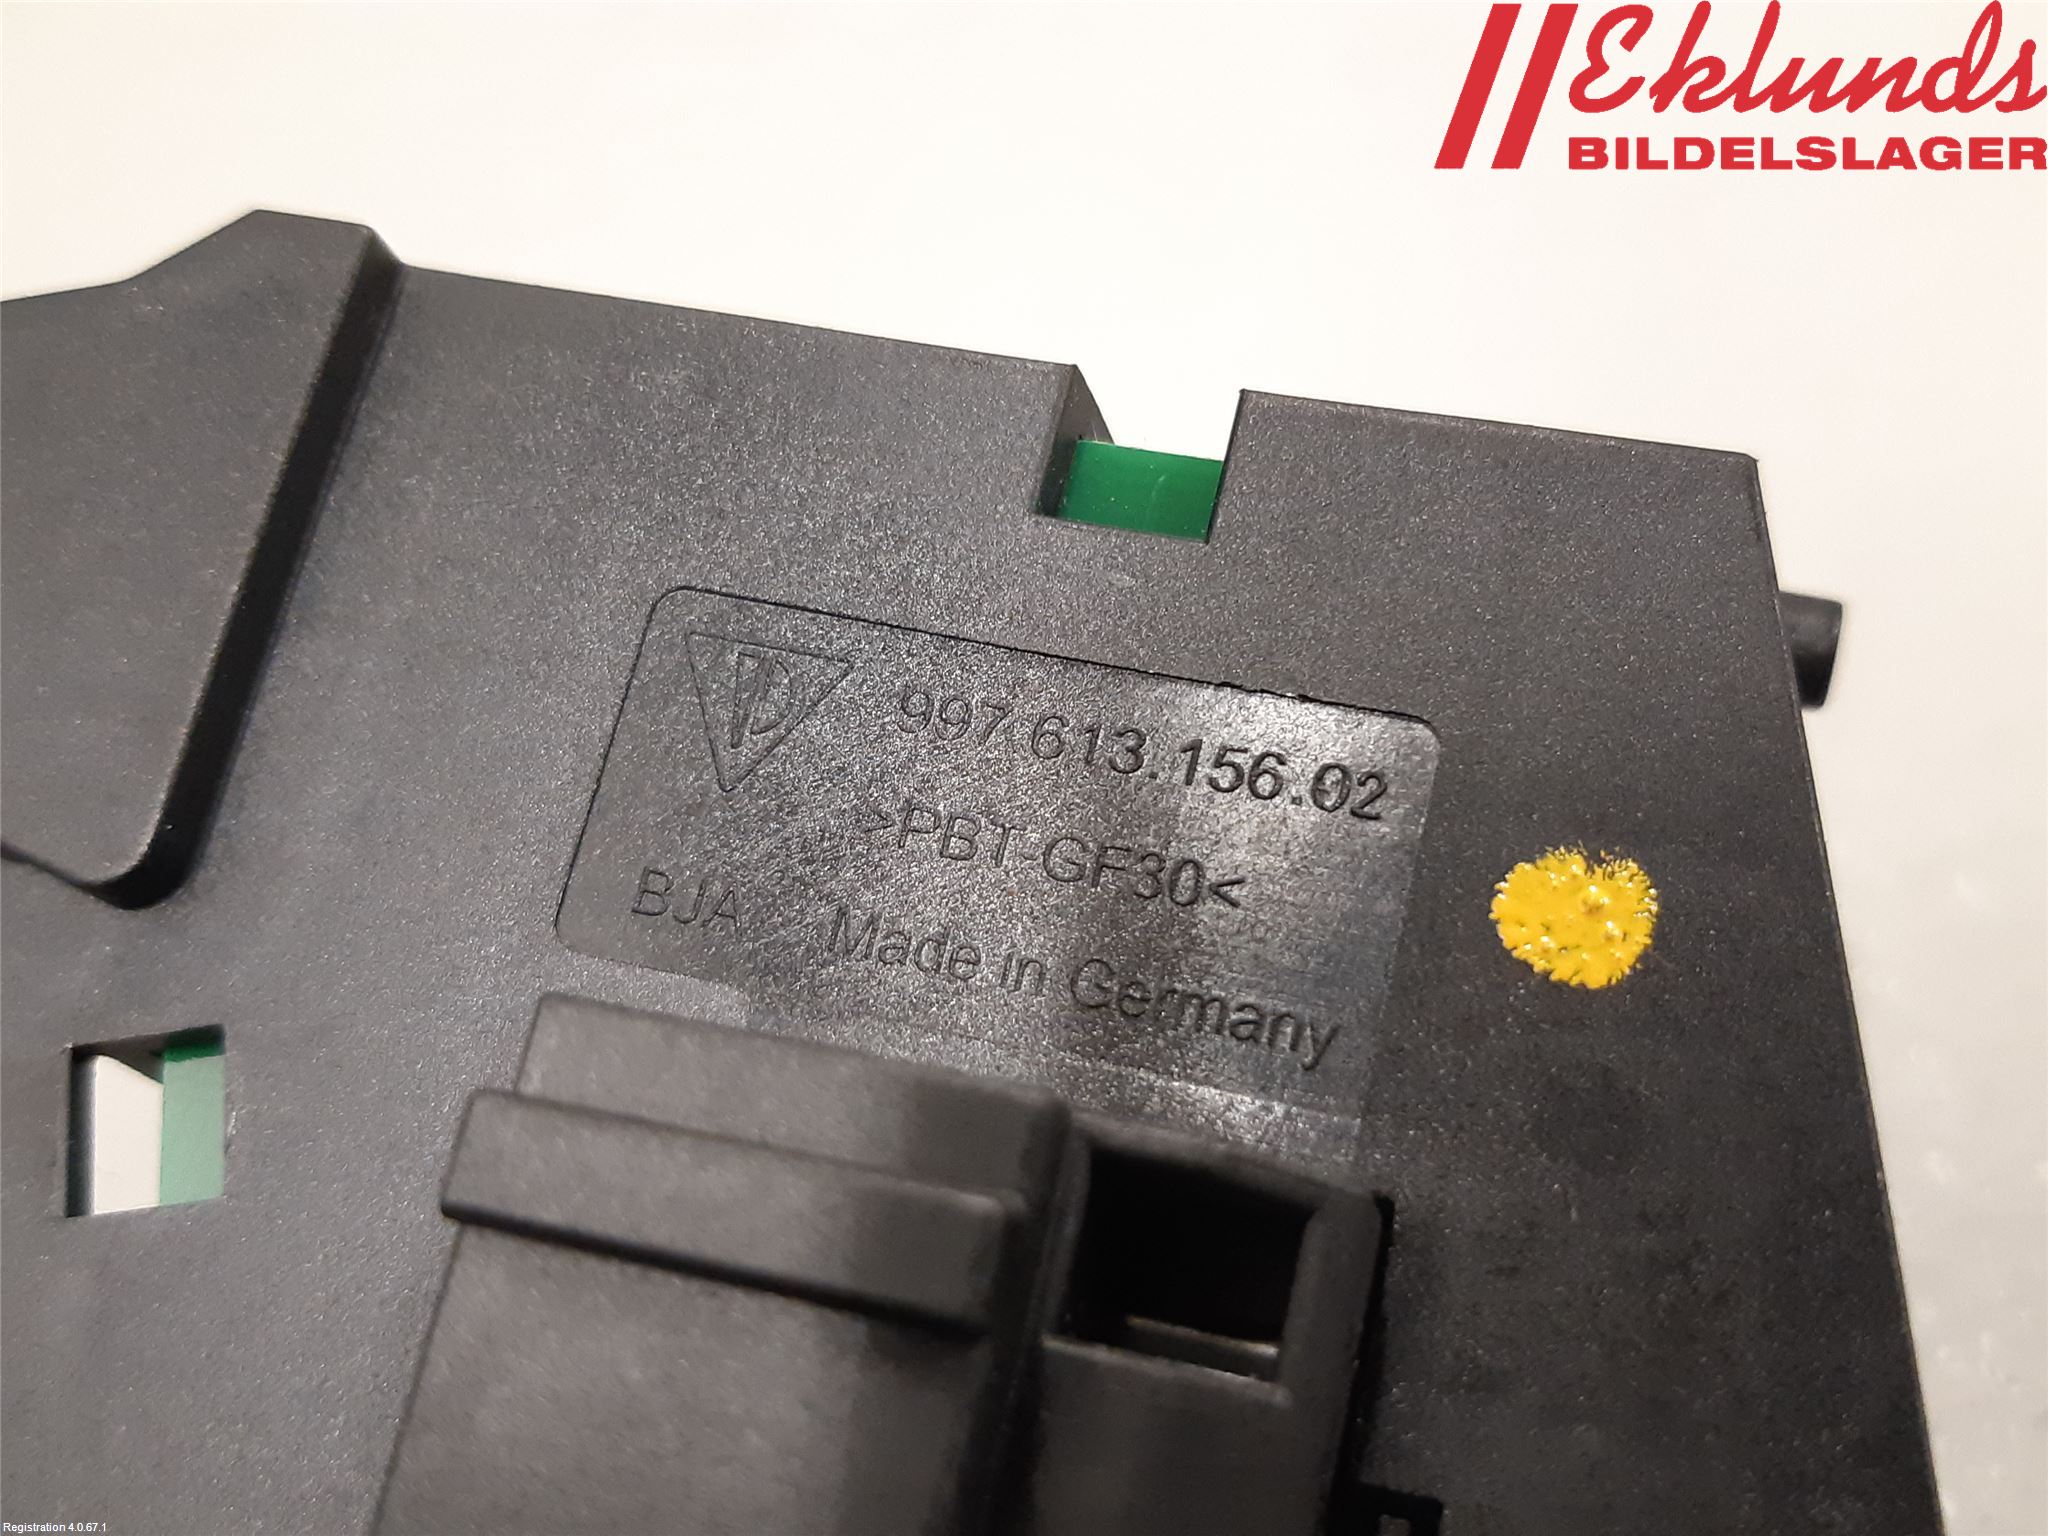 Eklunds
BILDELSLAGER
997.613.156.02
>PBT-GF30<
BJA Made in Germany
Registration 4.0.67.1